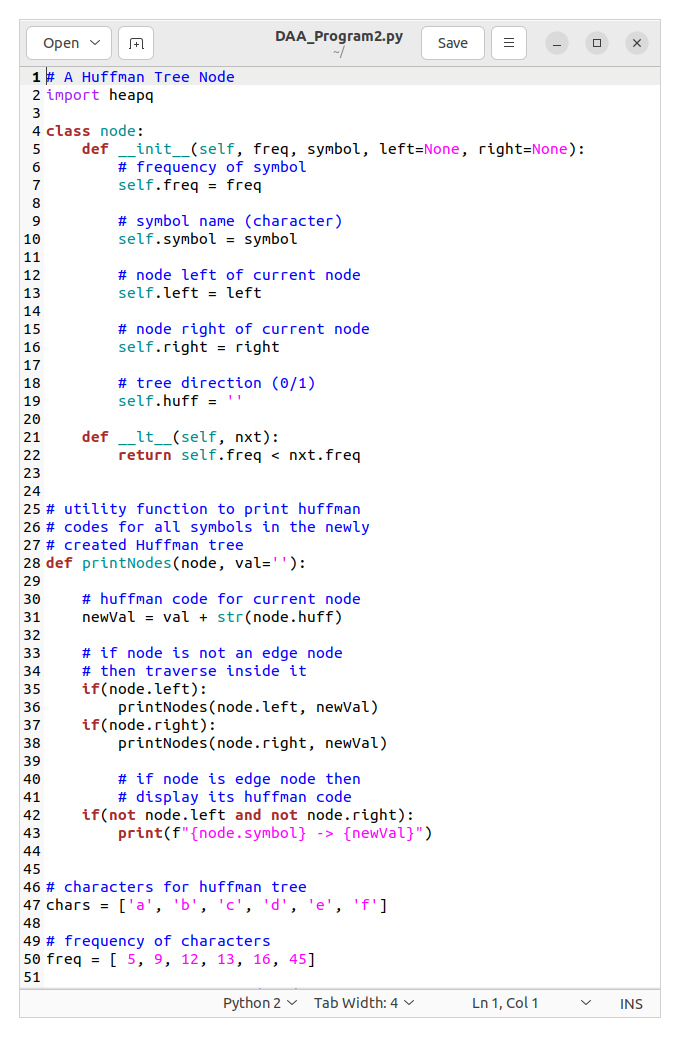 Open
DAA_Program2.py
~/
Save
1 # A Huffman Tree Node
2 import heapq
3
4 class node:
5     def __init__(self, freq, symbol, left=None, right=None):
6         # frequency of symbol
7         self.freq = freq
8
9         # symbol name (character)
10         self.symbol = symbol
11
12         # node left of current node
13         self.left = left
14
15         # node right of current node
16         self.right = right
17
18         # tree direction (0/1)
19         self.huff = ''
20
21     def __lt__(self, nxt):
22         return self.freq < nxt.freq
23
24
25 # utility function to print huffman
26 # codes for all symbols in the newly
27 # created Huffman tree
28 def printNodes(node, val=''):
29
30     # huffman code for current node
31     newVal = val + str(node.huff)
32
33     # if node is not an edge node
34     # then traverse inside it
35     if(node.left):
36         printNodes(node.left, newVal)
37     if(node.right):
38         printNodes(node.right, newVal)
39
40         # if node is edge node then
41         # display its huffman code
42     if(not node.left and not node.right):
43         print(f"{node.symbol} -> {newVal}")
44
45
46 # characters for huffman tree
47 chars = ['a', 'b', 'c', 'd', 'e', 'f']
48
49 # frequency of characters
50 freq = [ 5, 9, 12, 13, 16, 45]
51
Python 2 Tab Width: 4 Ln 1, Col 1 INS